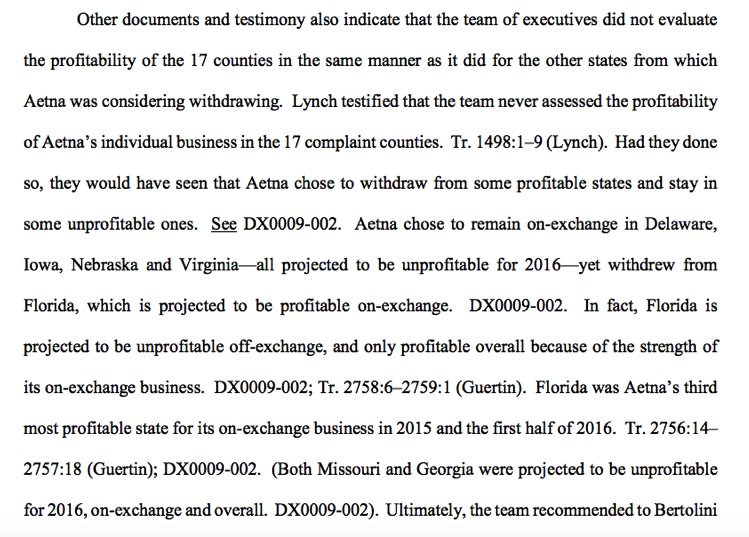 Other documents and testimony also indicate that the team of executives did not evaluate
the profitability of the 17 counties in the same manner as it did for the other states from which
Aetna was considering withdrawing.  Lynch testified that the team never assessed the profitability
of Aetna’s individual business in the 17 complaint counties.  Tr. 1498:1–9 (Lynch).  Had they done
so, they would have seen that Aetna chose to withdraw from some profitable states and stay in
some unprofitable ones.  See DX0009-002.  Aetna chose to remain on-exchange in Delaware,
Iowa, Nebraska and Virginia—all projected to be unprofitable for 2016—yet withdrew from
Florida, which is projected to be profitable on-exchange.  DX0009-002.  In fact, Florida is
projected to be unprofitable off-exchange, and only profitable overall because of the strength of
its on-exchange business.  DX0009-002; Tr. 2758:6–2759:1 (Guertin).  Florida was Aetna’s third
most profitable state for its on-exchange business in 2015 and the first half of 2016.  Tr. 2756:14–
2757:18 (Guertin); DX0009-002.  (Both Missouri and Georgia were projected to be unprofitable
for 2016, on-exchange and overall.  DX0009-002).  Ultimately, the team recommended to Bertolini